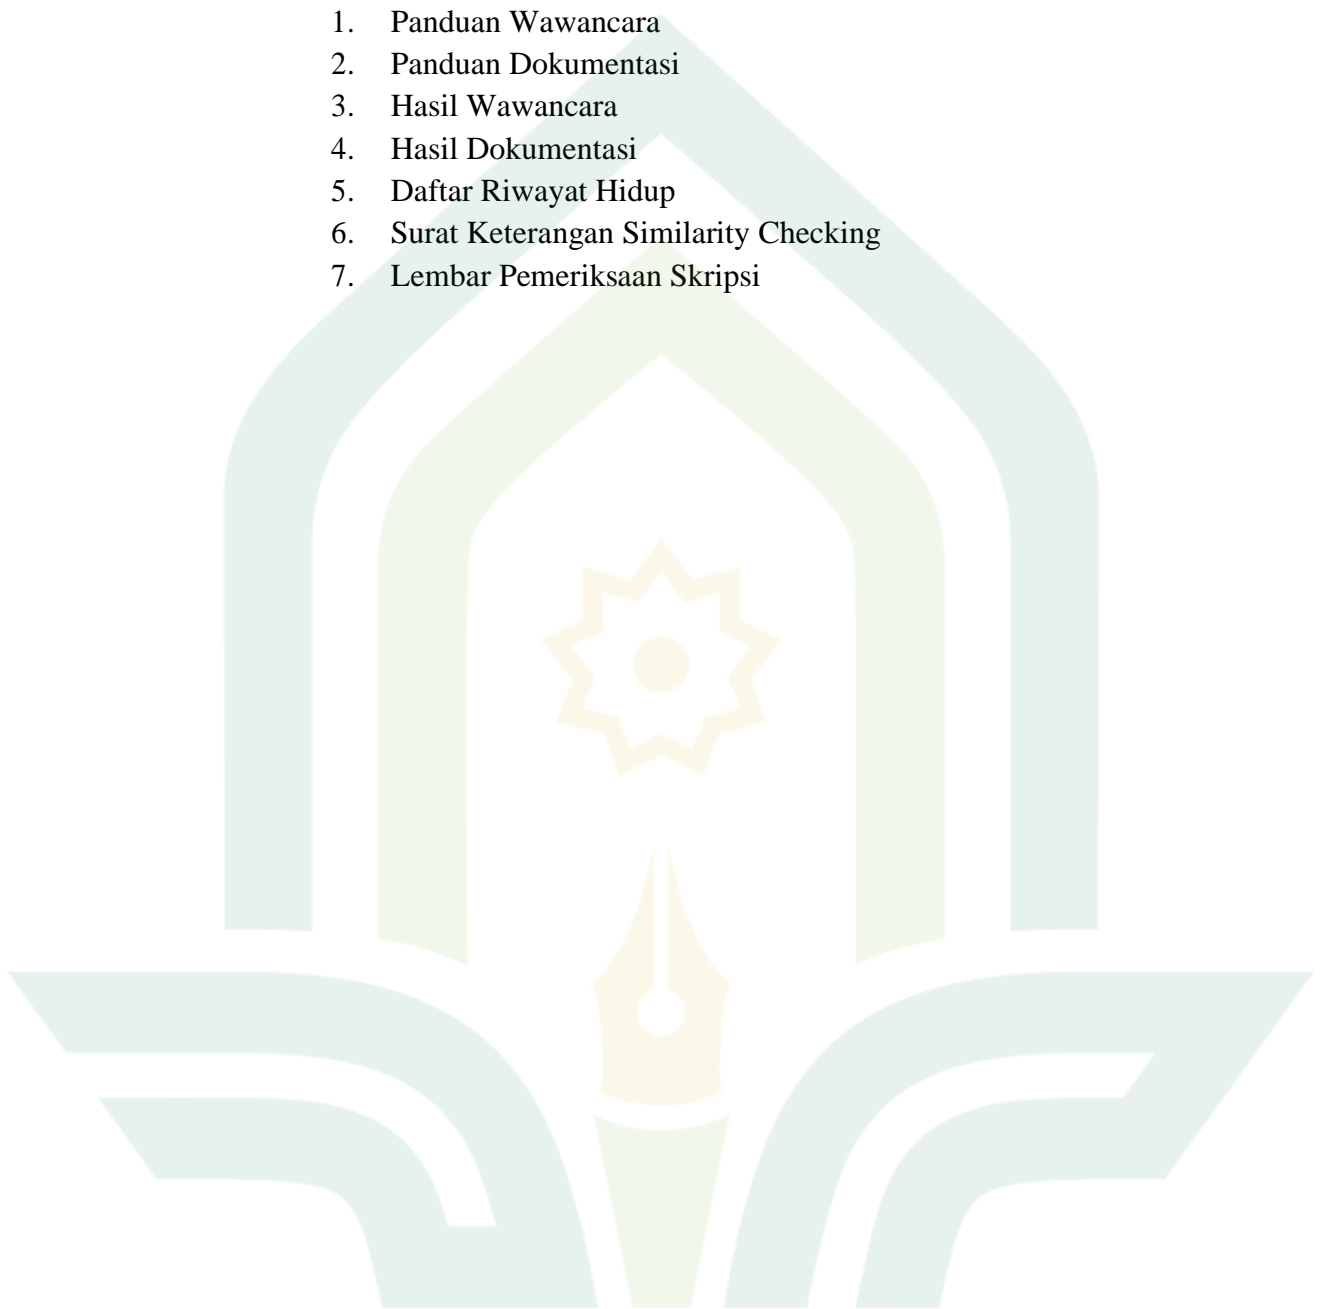 1. Panduan Wawancara
2. Panduan Dokumentasi
3. Hasil Wawancara
4. Hasil Dokumentasi
5. Daftar Riwayat Hidup
6. Surat Keterangan Similarity Checking
7. Lembar Pemeriksaan Skripsi